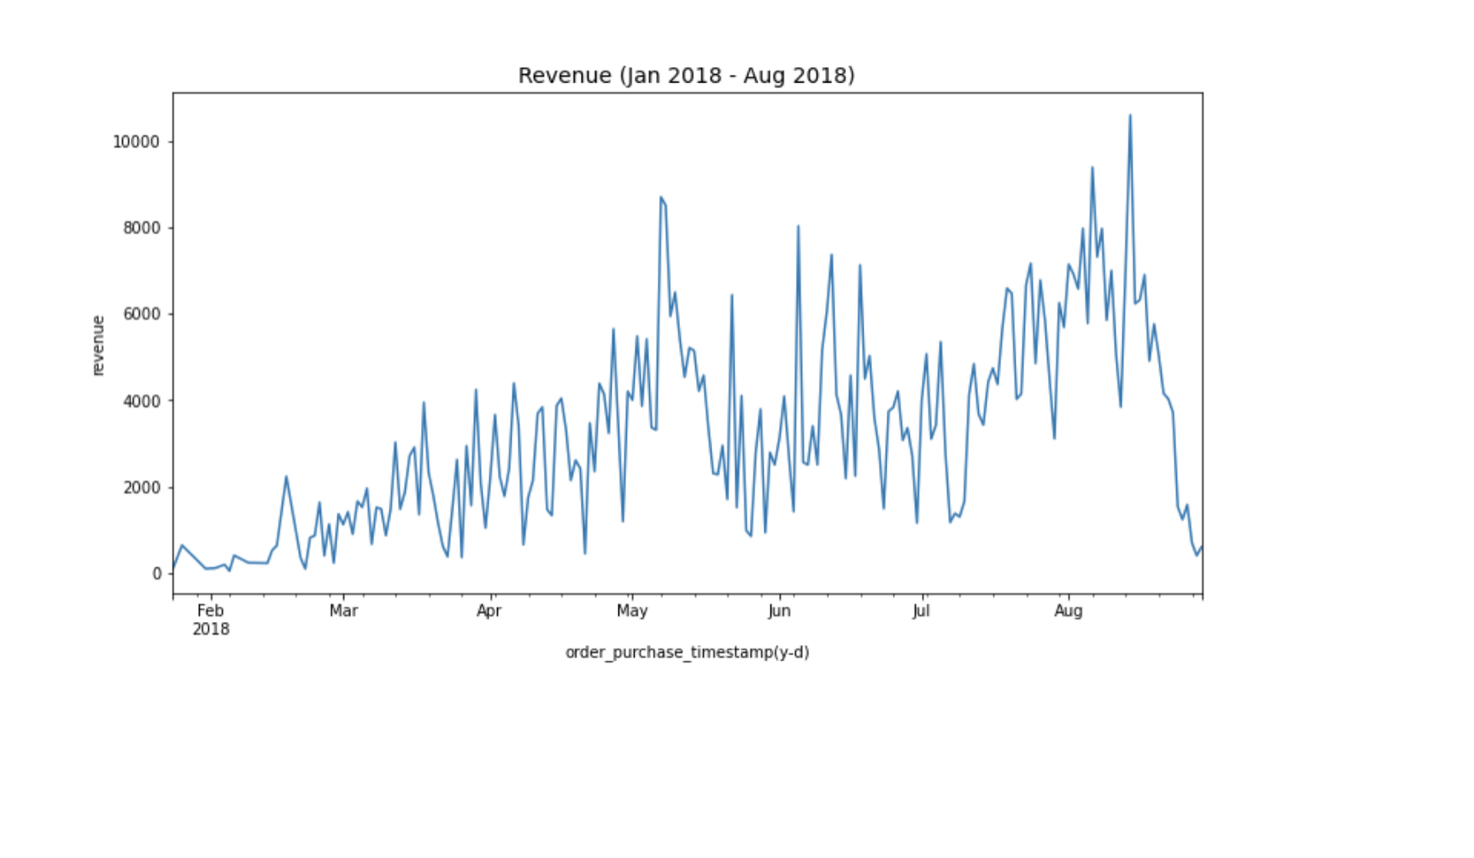 Revenue (Jan 2018 - Aug 2018)
10000
8000
6000
4000
2000
0
revenue
Feb Mar Apr May Jun Jul Aug
2018
order_purchase_timestamp(y-d)